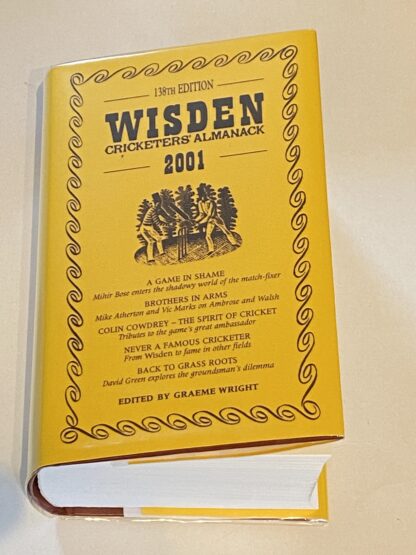 138TH EDITION
WISDEN
CRICKETERS' ALMANACK
2001
A GAME IN SHAME
Mihir Bose enters the shadowy world of the match-fixer
BROTHERS IN ARMS
Mike Atherton and Vic Marks on Ambrose and Walsh
COLIN COWDREY – THE SPIRIT OF CRICKET
Tributes to the game's great ambassador
NEVER A FAMOUS CRICKETER
From Wisden to fame in other fields
BACK TO GRASS ROOTS
David Green explores the groundsman's dilemma
EDITED BY GRAEME WRIGHT